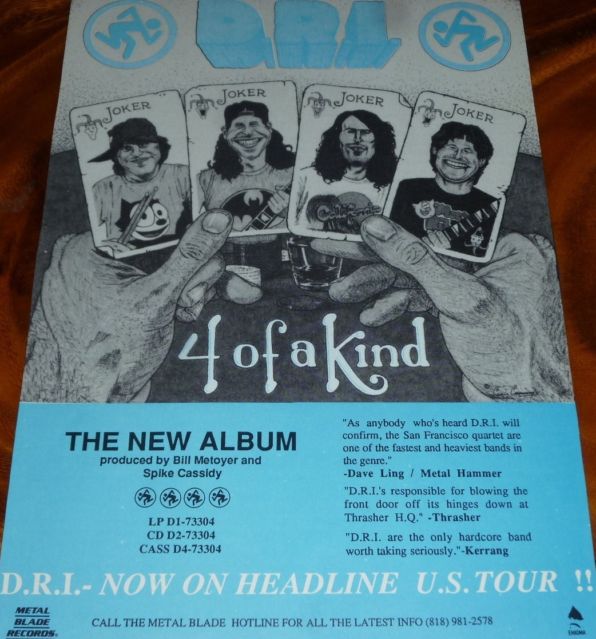 D.R.I.
JOKER JOKER JOKER JOKER
California
4 of a Kind
THE NEW ALBUM
produced by Bill Metoyer and
Spike Cassidy
LP D1-73304
CD D2-73304
CASS D4-73304
"As anybody who's heard D.R.I. will
confirm, the San Francisco quartet are
one of the fastest and heaviest bands in
the genre."
-Dave Ling / Metal Hammer
"D.R.I.'s responsible for blowing the
front door off its hinges down at
Thrasher H.Q." -Thrasher
"D.R.I. are the only hardcore band
worth taking seriously."-Kerrang
D.R.I.- NOW ON HEADLINE U.S. TOUR !!
METAL
BLADE
RECORDS®
CALL THE METAL BLADE HOTLINE FOR ALL THE LATEST INFO (818) 981-2578
ENIGMA